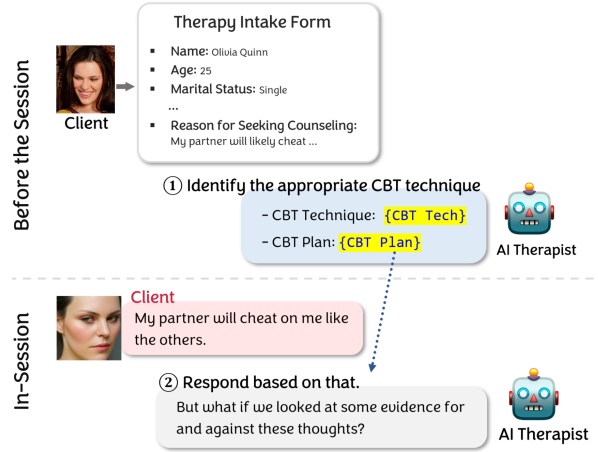 Before the Session
Therapy Intake Form
▪ Name: Olivia Quinn
▪ Age: 25
▪ Marital Status: Single
...
▪ Reason for Seeking Counseling:
My partner will likely cheat ...
Client
① Identify the appropriate CBT technique
– CBT Technique: {CBT Tech}
– CBT Plan: {CBT Plan}
AI Therapist
In-Session
Client
My partner will cheat on me like
the others.
② Respond based on that.
But what if we looked at some evidence for
and against these thoughts?
AI Therapist